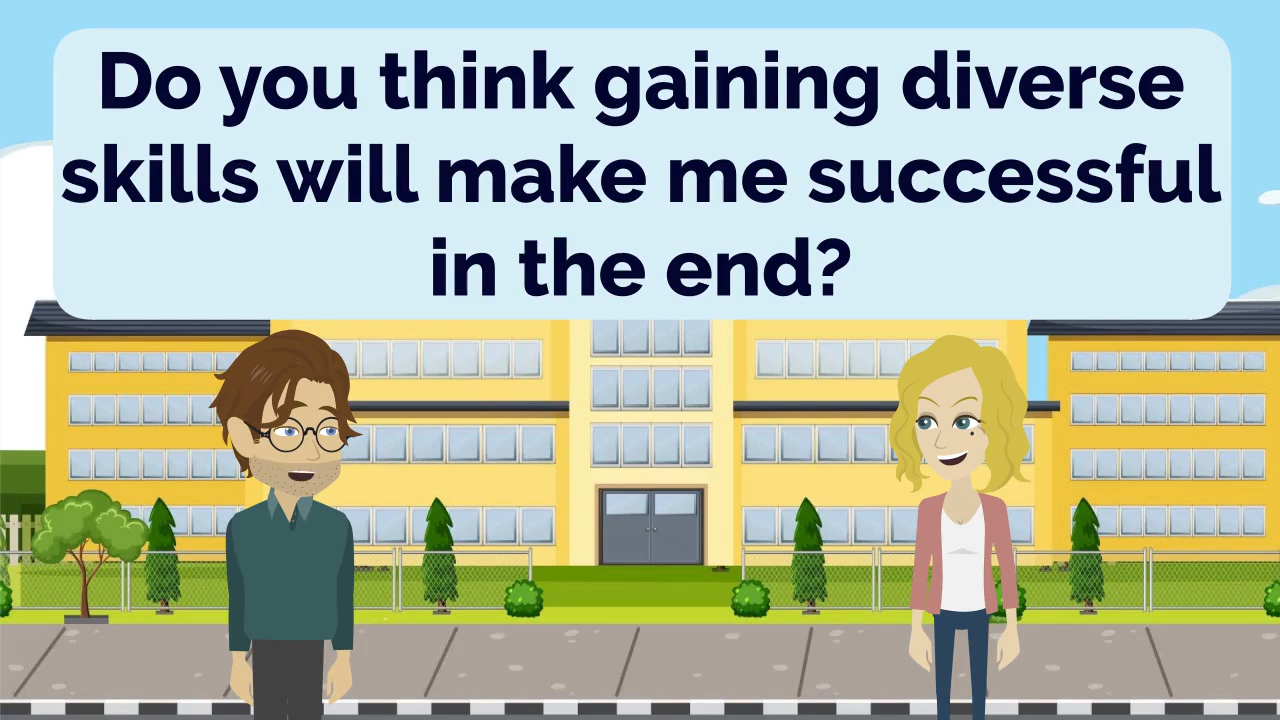 Do you think gaining diverse
skills will make me successful
in the end?